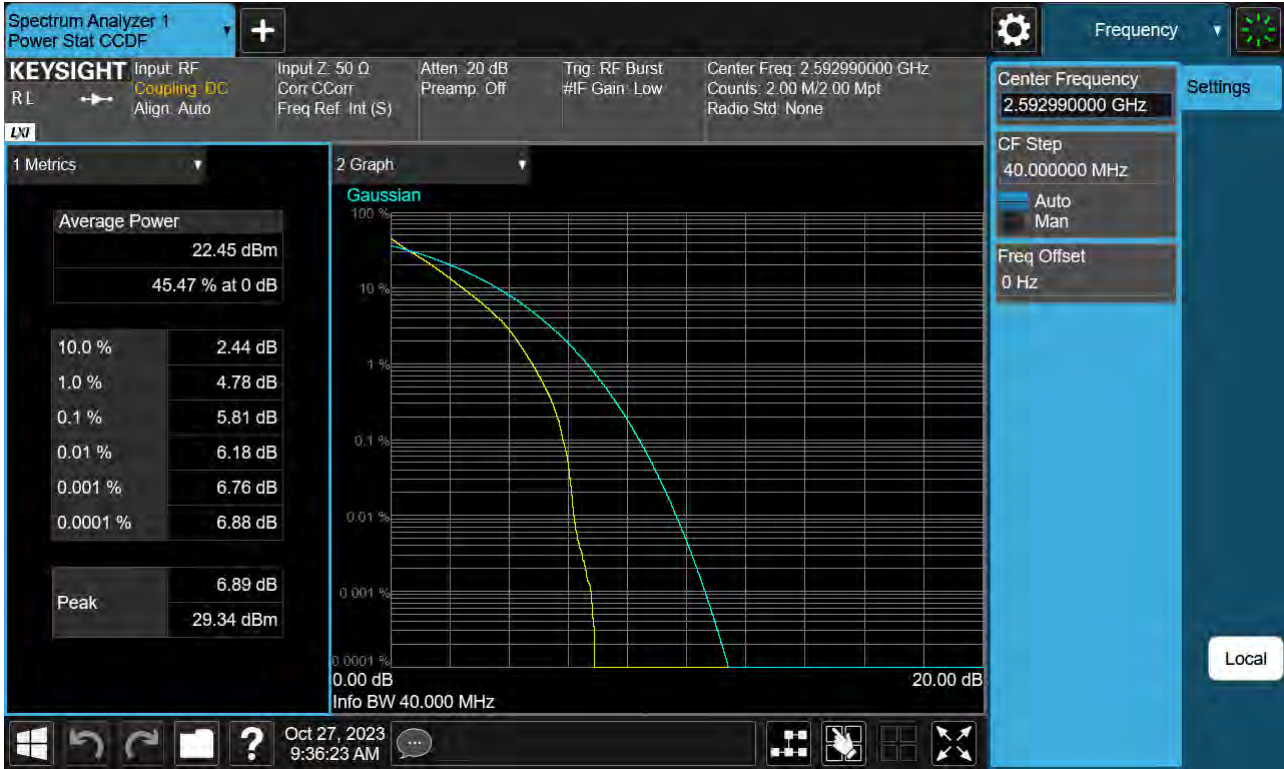 Spectrum Analyzer 1
Power Stat CCDF
+
Frequency
KEYSIGHT
R L
LXI
Input: RF
Coupling: DC
Align: Auto
Input Z: 50 Ω
Corr CCorr
Freq Ref: Int (S)
Atten: 20 dB
Preamp: Off
Trig: RF Burst
#IF Gain: Low
Center Freq: 2.592990000 GHz
Counts: 2.00 M/2.00 Mpt
Radio Std: None
Center Frequency
2.592990000 GHz
Settings
CF Step
40.000000 MHz
Auto
Man
Freq Offset
0 Hz
1 Metrics
Average Power
22.45 dBm
45.47 % at 0 dB
10.0 % 2.44 dB
1.0 % 4.78 dB
0.1 % 5.81 dB
0.01 % 6.18 dB
0.001 % 6.76 dB
0.0001 % 6.88 dB
Peak
6.89 dB
29.34 dBm
2 Graph
Gaussian
100 %
10 %
1 %
0.1 %
0.01 %
0.001 %
0.0001 %
0.00 dB 20.00 dB
Info BW 40.000 MHz
Local
?
Oct 27, 2023
9:36:23 AM